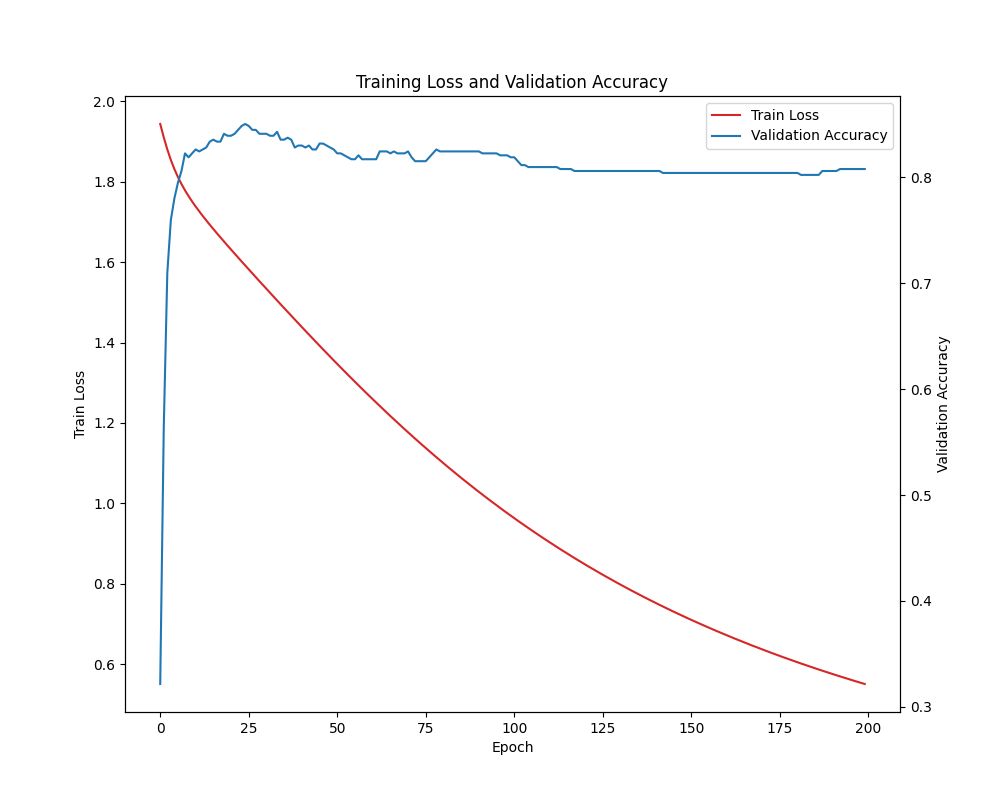 Training Loss and Validation Accuracy
Train Loss
Validation Accuracy
2.0
1.8
1.6
1.4
1.2
1.0
0.8
0.6
Train Loss
0.8
0.7
0.6
0.5
0.4
0.3
Validation Accuracy
0 25 50 75 100 125 150 175 200
Epoch